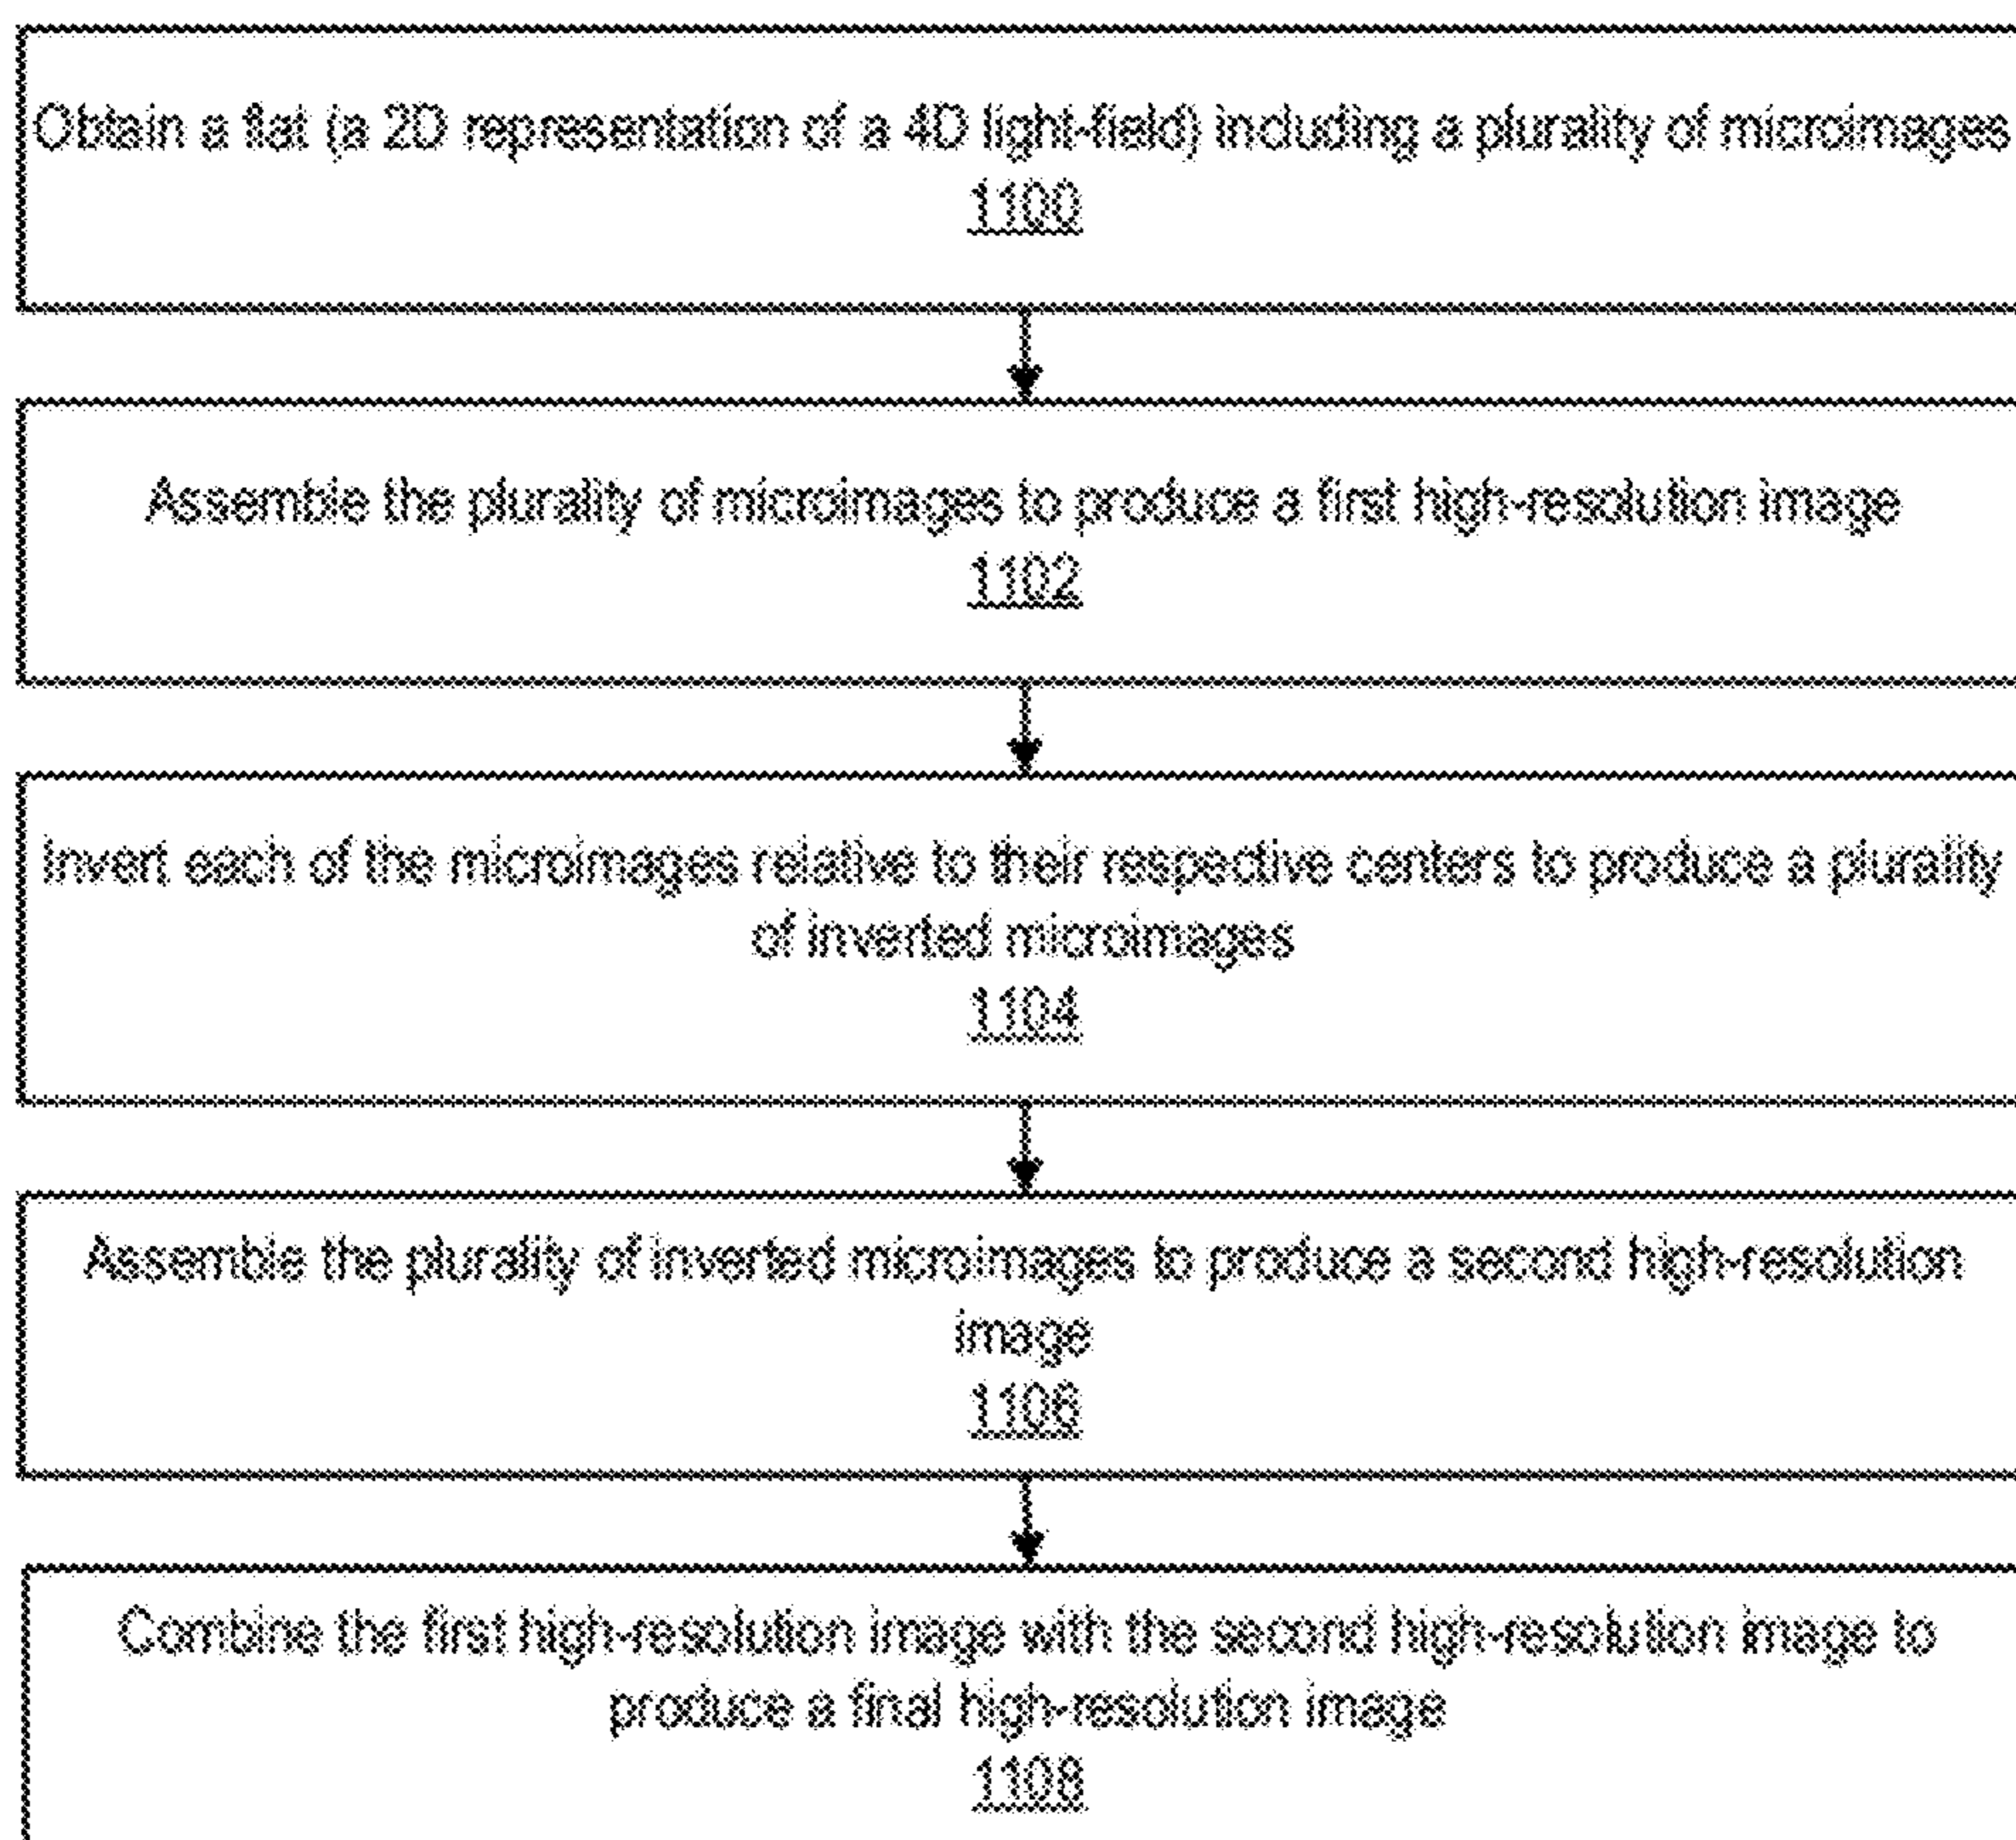 Obtain a flat (a 2D representation of a 4D light-field) including a plurality of microimages
1100
Assemble the plurality of microimages to produce a first high-resolution image
1102
Invert each of the microimages relative to their respective centers to produce a plurality
of inverted microimages
1104
Assemble the plurality of inverted microimages to produce a second high-resolution
image
1106
Combine the first high-resolution image with the second high-resolution image to
produce a final high-resolution image
1108